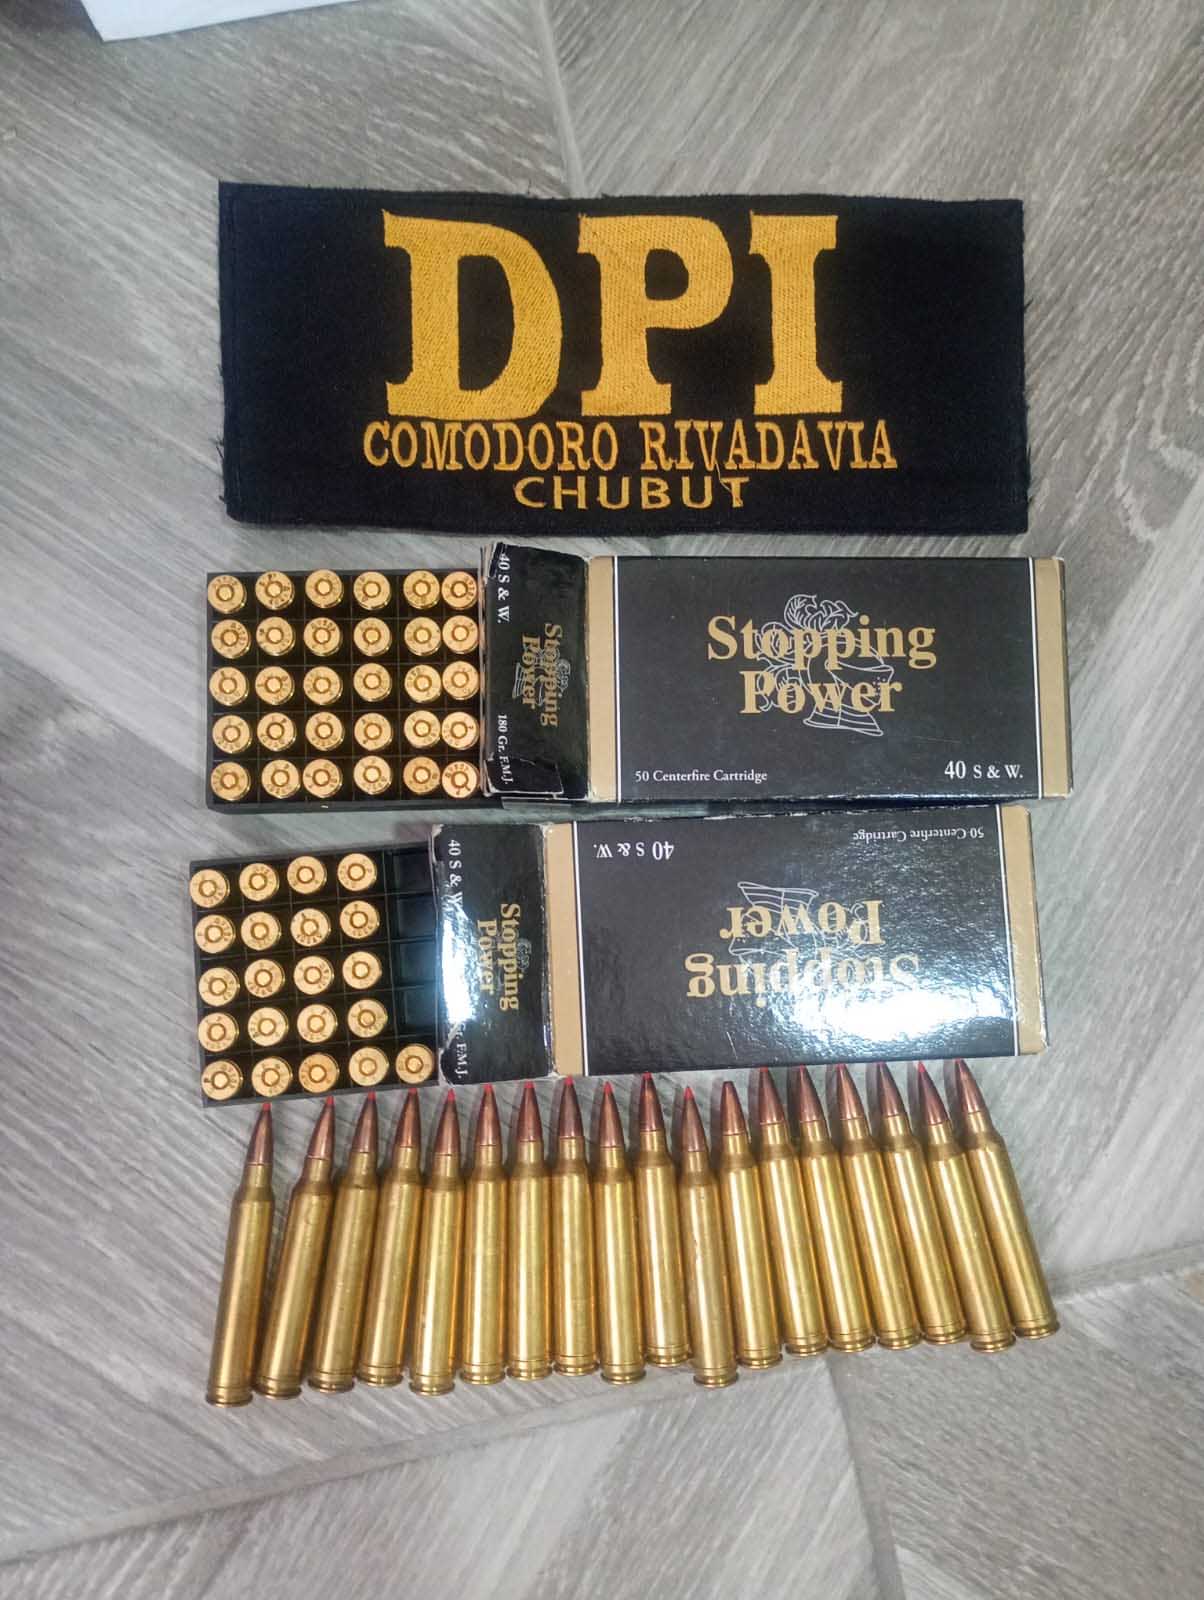 DPI
COMODORO RIVADAVIA
CHUBUT
40 S & W.
Stopping
Power
180 Gr. F.M.J.
Stopping
Power
50 Centerfire Cartridge
40 S & W.
40 S & W.
Stopping
Power
Gr. F.M.J.
50 Centerfire Cartridge
40 S & W.
Stopping
Power